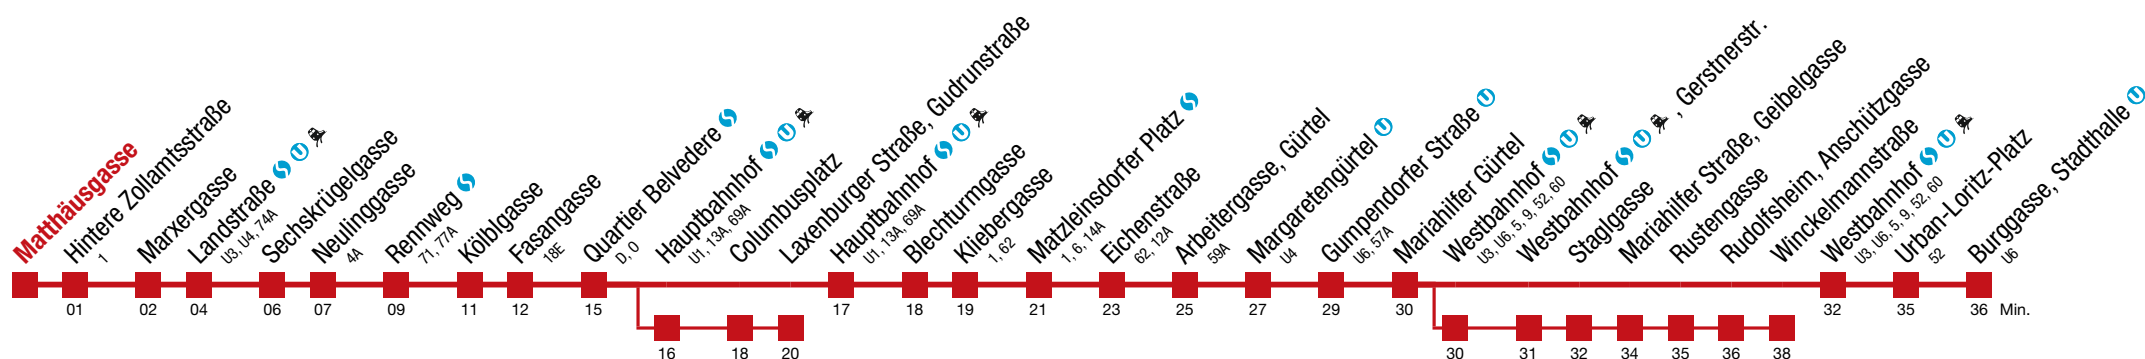 Matthäusgasse
Hintere Zollamtsstraße
1
Marxergasse
Landstraße S U
U3, U4, 74A
Sechskrügelgasse
Neulinggasse
4A
Rennweg S
71, 77A
Kölblgasse
Fasangasse
18E
Quartier Belvedere S
D, O
Hauptbahnhof S U
U1, 13A, 69A
Columbusplatz
Laxenburger Straße, Gudrunstraße
Hauptbahnhof S U
U1, 13A, 69A
Blechturmgasse
Kliebergasse
1, 62
Matzleinsdorfer Platz S
1, 6, 14A
Eichenstraße
62, 12A
Arbeitergasse, Gürtel
59A
Margaretengürtel U
U4
Gumpendorfer Straße U
U6, 57A
Mariahilfer Gürtel
Westbahnhof S U
U3, U6, 5, 9, 52, 60
Westbahnhof S U , Gerstnerstr.
Staglgasse
Mariahilfer Straße, Geibelgasse
Rustengasse
Rudolfsheim, Anschützgasse
Winckelmannstraße
Westbahnhof S U
U3, U6, 5, 9, 52, 60
Urban-Loritz-Platz
52
Burggasse, Stadthalle U
U6
01 02 04 06 07 09 11 12 15 17 18 19 21 23 25 27 29 30 32 35 36 Min.
16 18 20 30 31 32 34 35 36 38